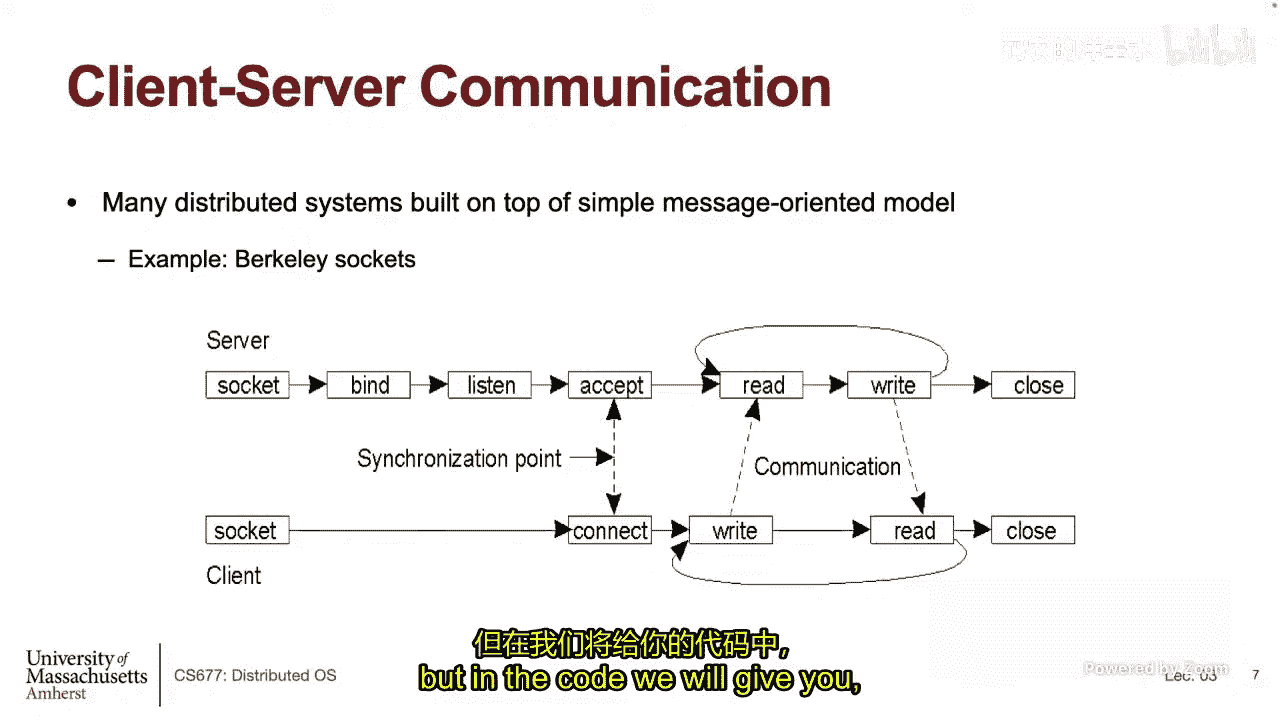 bilibili
Client-Server Communication
• Many distributed systems built on top of simple message-oriented model
– Example: Berkeley sockets
Server
socket bind listen accept read write close
Synchronization point
Communication
socket connect write read close
Client
但在我们将给你的代码中,
but in the code we will give you,
University of
Massachusetts
Amherst
CS677: Distributed OS
Powered by Zoom
Lec. 03
7